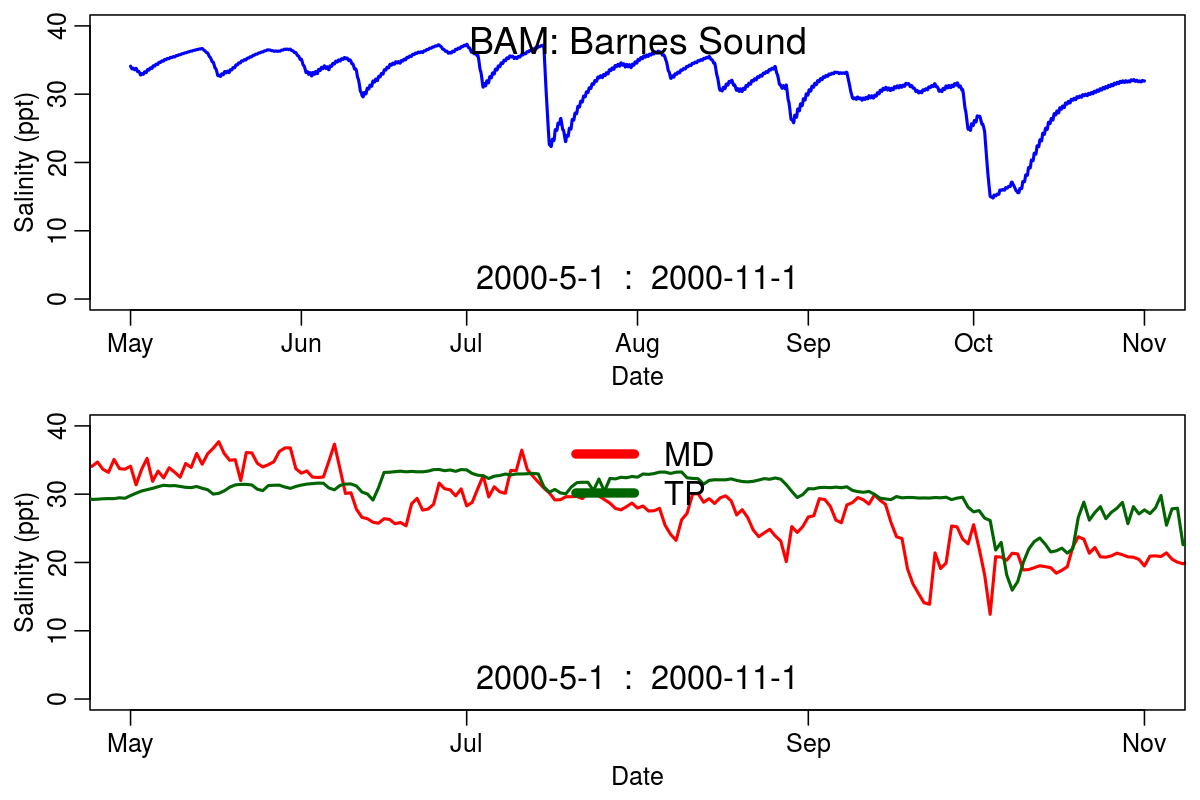 BAM: Barnes Sound
40
30
20
10
0
Salinity (ppt)
2000-5-1 : 2000-11-1
May Jun Jul Aug Sep Oct Nov
Date
40
30
20
10
0
Salinity (ppt)
MD
TP
2000-5-1 : 2000-11-1
May Jul Sep Nov
Date